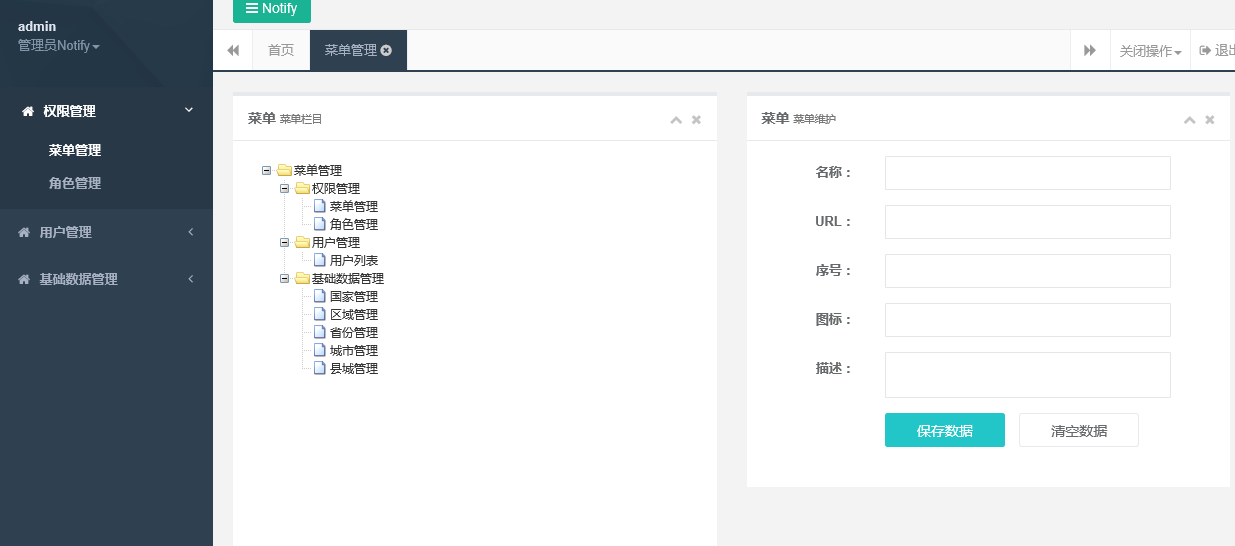 admin
管理员Notify
权限管理
菜单管理
角色管理
用户管理
基础数据管理
Notify
首页
菜单管理
关闭操作
退出
菜单 菜单栏目
菜单管理
权限管理
菜单管理
角色管理
用户管理
用户列表
基础数据管理
国家管理
区域管理
省份管理
城市管理
县城管理
菜单 菜单维护
名称：
URL：
序号：
图标：
描述：
保存数据
清空数据